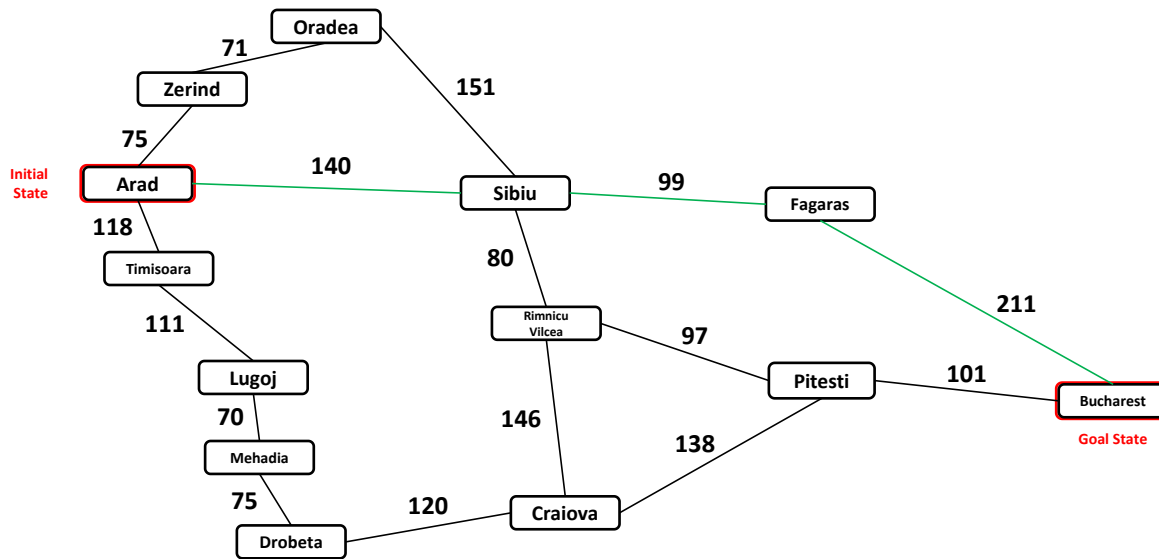 Oradea
71
Zerind
151
75
Initial
State
Arad
140
Sibiu
99
Fagaras
118
Timisoara
80
111
Rimnicu
Vilcea
211
97
Lugoj
Pitesti
101
Bucharest
70
146
138
Goal State
Mehadia
75
120
Craiova
Drobeta